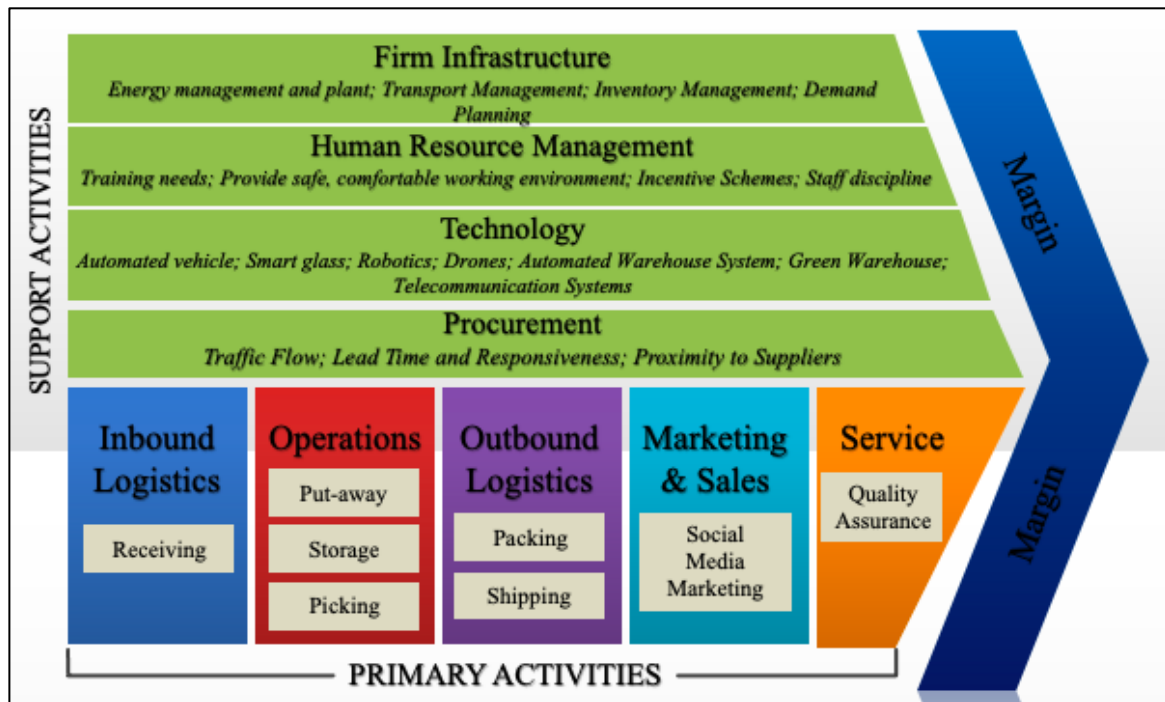 SUPPORT ACTIVITIES
Firm Infrastructure
Energy management and plant; Transport Management; Inventory Management; Demand
Planning
Human Resource Management
Training needs; Provide safe, comfortable working environment; Incentive Schemes; Staff discipline
Technology
Automated vehicle; Smart glass; Robotics; Drones; Automated Warehouse System; Green Warehouse;
Telecommunication Systems
Procurement
Traffic Flow; Lead Time and Responsiveness; Proximity to Suppliers
Inbound
Logistics
Receiving
Operations
Put-away
Storage
Picking
Outbound
Logistics
Packing
Shipping
Marketing
& Sales
Social
Media
Marketing
Service
Quality
Assurance
Margin
Margin
PRIMARY ACTIVITIES